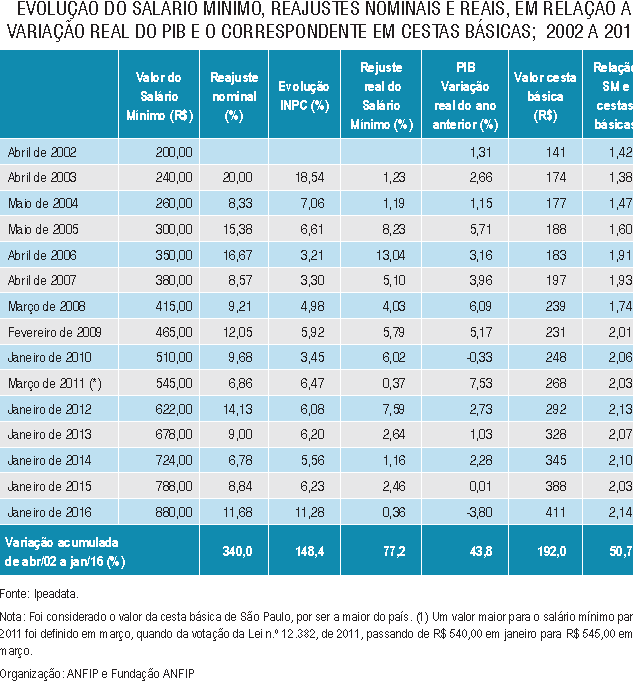 EVOLUÇÃO DO SALÁRIO MÍNIMO, REAJUSTES NOMINAIS E REAIS, EM RELAÇÃO A
VARIAÇÃO REAL DO PIB E O CORRESPONDENTE EM CESTAS BÁSICAS; 2002 A 201
Valor do Salário Mínimo (R$) Reajuste nominal (%) Evolução INPC (%) Rejuste real do Salário Mínimo (%) PIB Variação real do ano anterior (%) Valor cesta básica (R$) Relação SM e cestas básicas
Abril de 2002 200,00 1,31 141 1,42
Abril de 2003 240,00 20,00 18,54 1,23 2,66 174 1,38
Maio de 2004 260,00 8,33 7,06 1,19 1,15 177 1,47
Maio de 2005 300,00 15,38 6,61 8,23 5,71 188 1,60
Abril de 2006 350,00 16,67 3,21 13,04 3,16 183 1,91
Abril de 2007 380,00 8,57 3,30 5,10 3,96 197 1,93
Março de 2008 415,00 9,21 4,98 4,03 6,09 239 1,74
Fevereiro de 2009 465,00 12,05 5,92 5,79 5,17 231 2,01
Janeiro de 2010 510,00 9,68 3,45 6,02 -0,33 248 2,06
Março de 2011 (*) 545,00 6,86 6,47 0,37 7,53 268 2,03
Janeiro de 2012 622,00 14,13 6,08 7,59 2,73 292 2,13
Janeiro de 2013 678,00 9,00 6,20 2,64 1,03 328 2,07
Janeiro de 2014 724,00 6,78 5,56 1,16 2,28 345 2,10
Janeiro de 2015 788,00 8,84 6,23 2,46 0,01 388 2,03
Janeiro de 2016 880,00 11,68 11,28 0,36 -3,80 411 2,14
Variação acumulada
de abr/02 a jan/16 (%) 340,0 148,4 77,2 43,8 192,0 50,7
Fonte: Ipeadata.
Nota: Foi considerado o valor da cesta básica de São Paulo, por ser a maior do país. (1) Um valor maior para o salário mínimo par
2011 foi definido em março, quando da votação da Lei n.º 12.382, de 2011, passando de R$ 540,00 em janeiro para R$ 545,00 em
março.
Organização: ANFIP e Fundação ANFIP